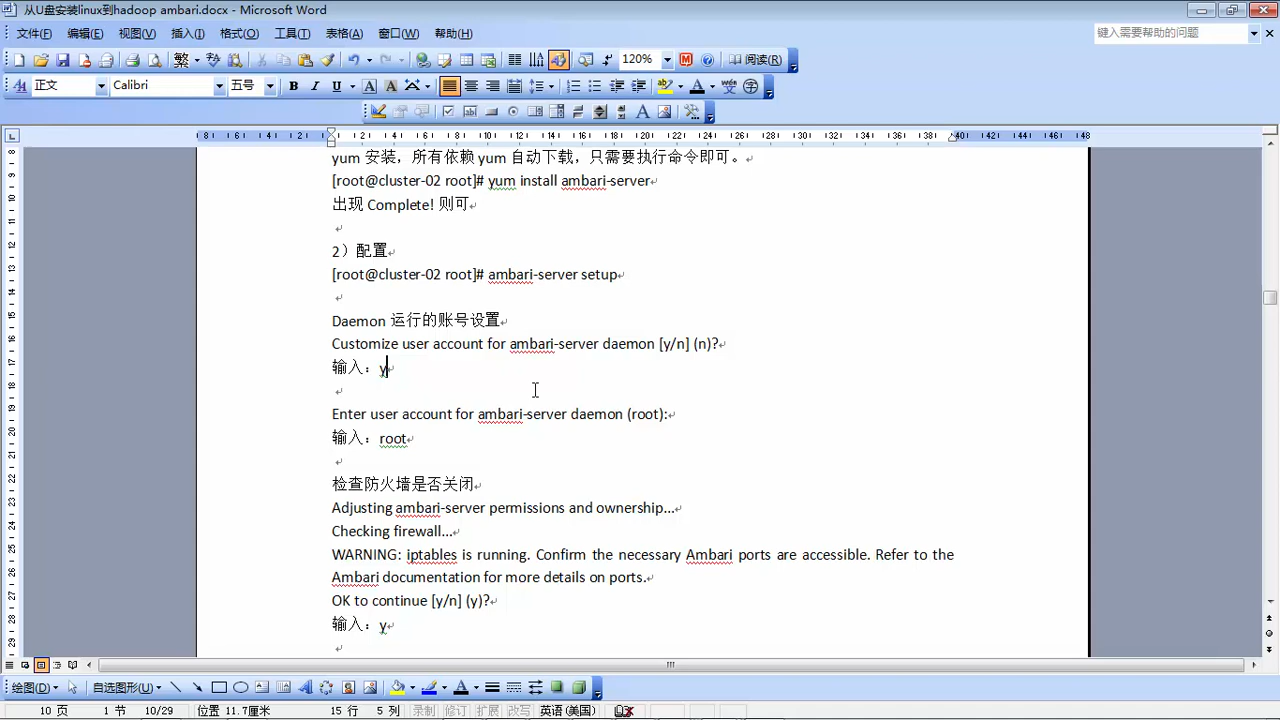 从U盘安装linux到hadoop ambari.docx - Microsoft Word
文件(F) 编辑(E) 视图(V) 插入(I) 格式(O) 工具(T) 表格(A) 窗口(W) 帮助(H) 键入需要帮助的问题
繁 120% 阅读(R)
正文 Calibri 五号 B I U A A A
yum 安装，所有依赖 yum 自动下载，只需要执行命令即可。
[root@cluster-02 root]# yum install ambari-server
出现 Complete! 则可
2）配置
[root@cluster-02 root]# ambari-server setup
Daemon 运行的账号设置
Customize user account for ambari-server daemon [y/n] (n)?
输入：y
Enter user account for ambari-server daemon (root):
输入：root
检查防火墙是否关闭
Adjusting ambari-server permissions and ownership...
Checking firewall...
WARNING: iptables is running. Confirm the necessary Ambari ports are accessible. Refer to the
Ambari documentation for more details on ports.
OK to continue [y/n] (y)?
输入：y
绘图(D) 自选图形(U)
10 页 1 节 10/29 位置 11.7厘米 15 行 5 列 录制 修订 扩展 改写 英语(美国)